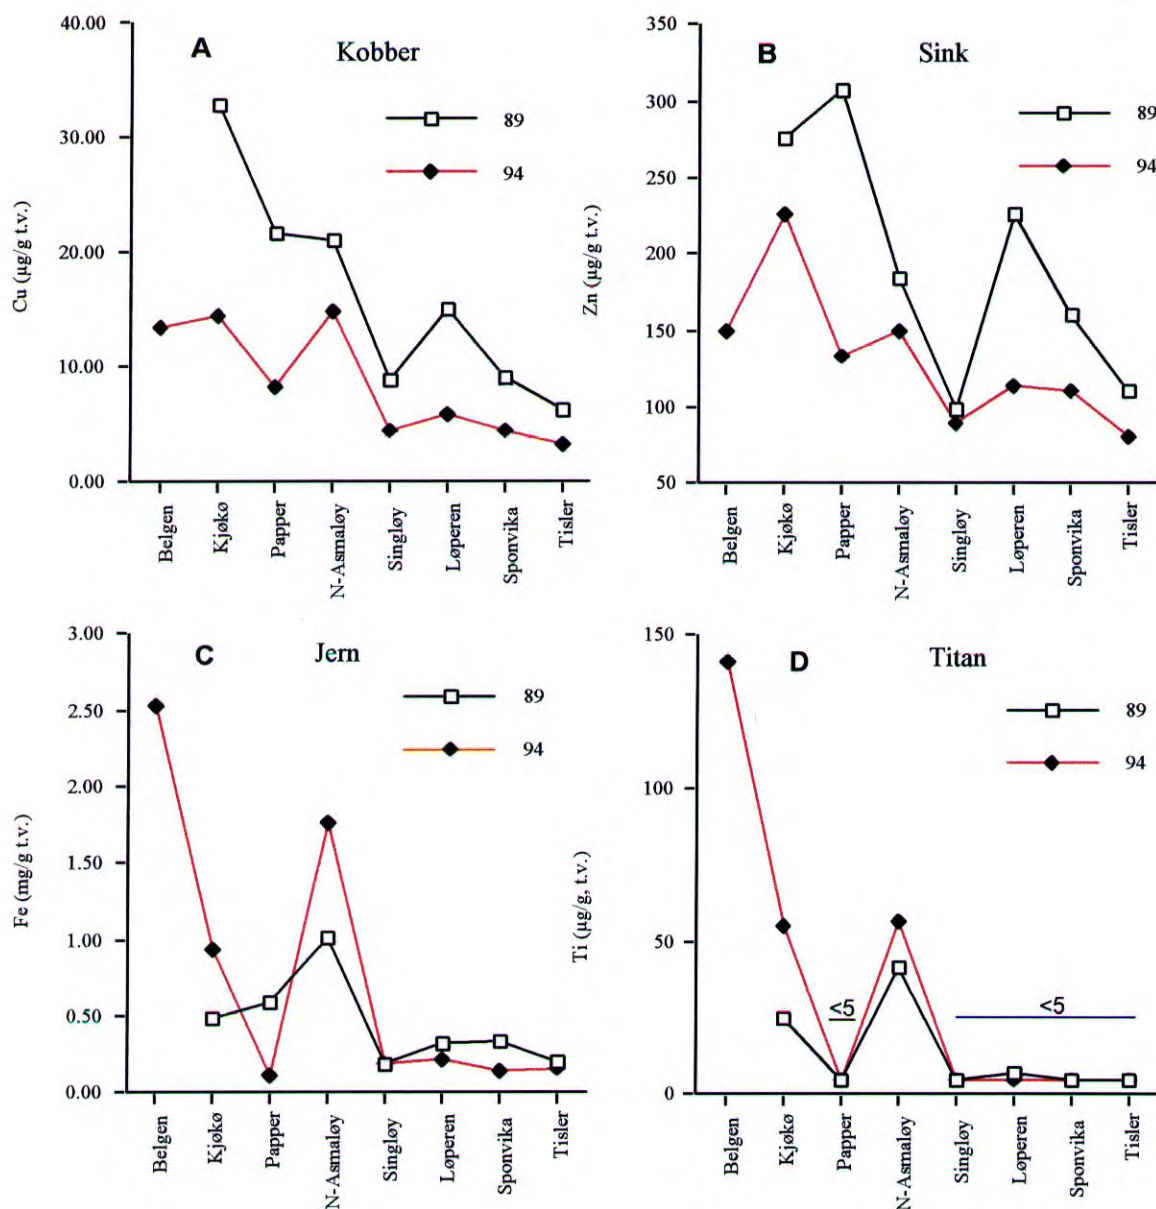 A
Kobber
89
94
Cu (µg/g t.v.)
40.00
30.00
20.00
10.00
0.00
Belgen
Kjøkø
Papper
N-Asmaløy
Singløy
Løperen
Sponvika
Tisler
B
Sink
89
94
Zn (µg/g t.v.)
350
300
250
200
150
100
50
Belgen
Kjøkø
Papper
N-Asmaløy
Singløy
Løperen
Sponvika
Tisler
C
Jern
89
94
Fe (mg/g t.v.)
3.00
2.50
2.00
1.50
1.00
0.50
0.00
Belgen
Kjøkø
Papper
N-Asmaløy
Singløy
Løperen
Sponvika
Tisler
D
Titan
89
94
Ti (µg/g, t.v.)
150
100
50
0
<5
<5
Belgen
Kjøkø
Papper
N-Asmaløy
Singløy
Løperen
Sponvika
Tisler